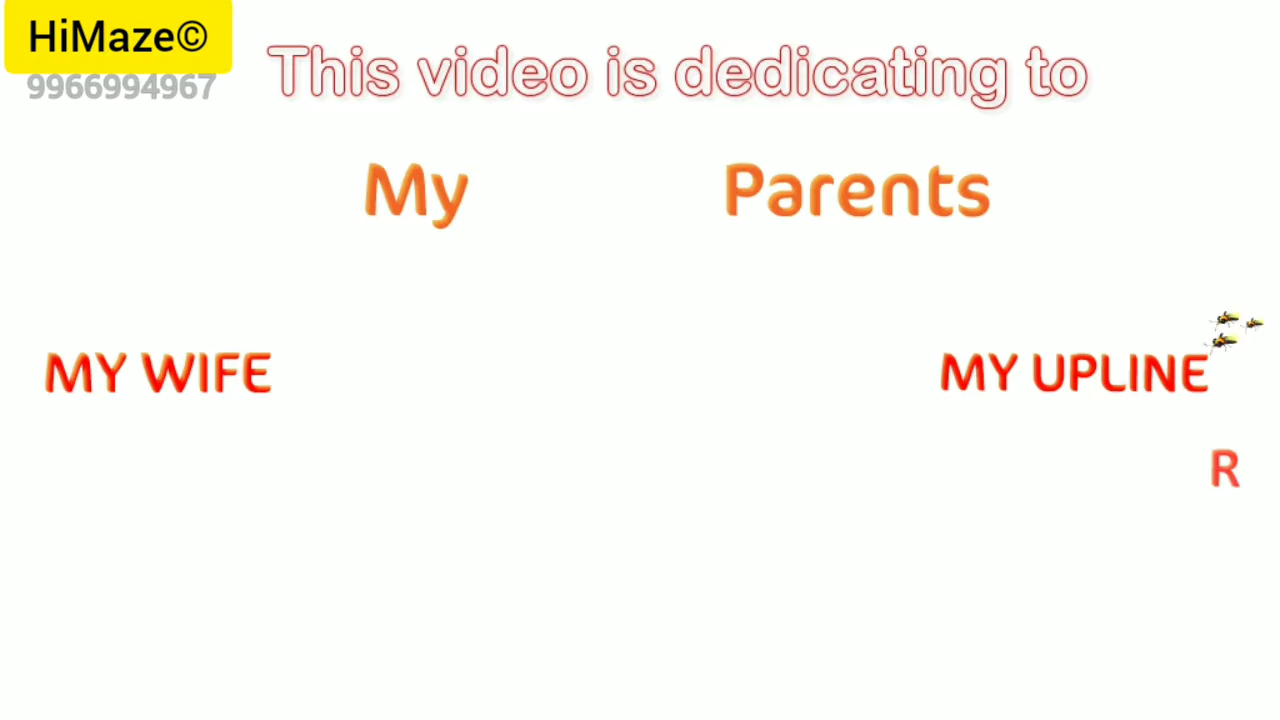 HiMaze©
9966994967
This video is dedicating to
My Parents
MY WIFE MY UPLINE
R